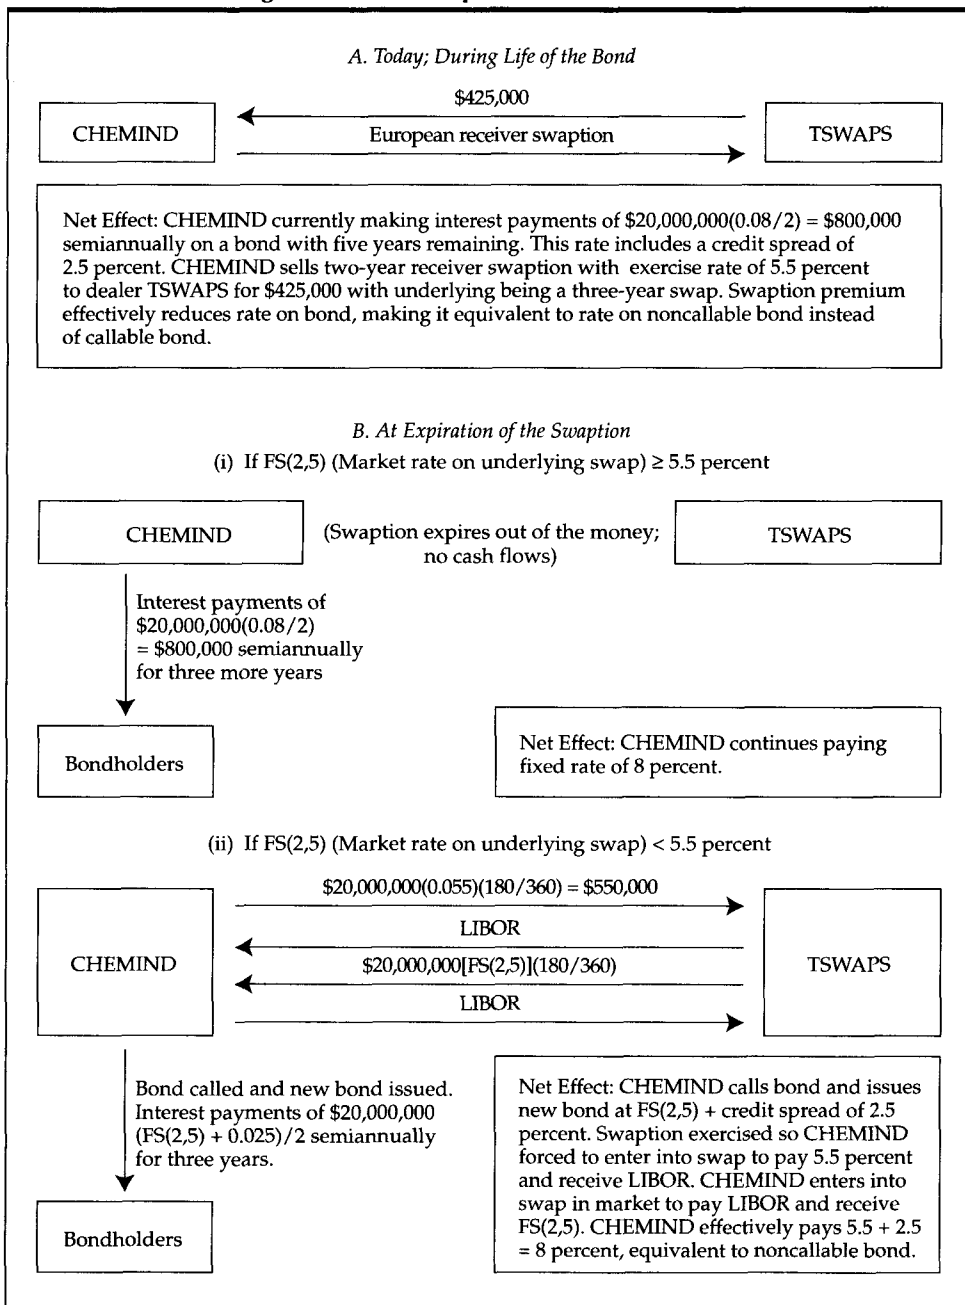 A. Today; During Life of the Bond
$425,000
CHEMIND
European receiver swaption
TSWAPS
Net Effect: CHEMIND currently making interest payments of $20,000,000(0.08/2) = $800,000
semiannually on a bond with five years remaining. This rate includes a credit spread of
2.5 percent. CHEMIND sells two-year receiver swaption with exercise rate of 5.5 percent
to dealer TSWAPS for $425,000 with underlying being a three-year swap. Swaption premium
effectively reduces rate on bond, making it equivalent to rate on noncallable bond instead
of callable bond.
B. At Expiration of the Swaption
(i) If FS(2,5) (Market rate on underlying swap) ≥ 5.5 percent
CHEMIND
(Swaption expires out of the money;
no cash flows)
TSWAPS
Interest payments of
$20,000,000(0.08/2)
= $800,000 semiannually
for three more years
Bondholders
Net Effect: CHEMIND continues paying
fixed rate of 8 percent.
(ii) If FS(2,5) (Market rate on underlying swap) < 5.5 percent
$20,000,000(0.055)(180/360) = $550,000
LIBOR
CHEMIND
$20,000,000[FS(2,5)](180/360)
TSWAPS
LIBOR
Bond called and new bond issued.
Interest payments of $20,000,000
(FS(2,5) + 0.025)/2 semiannually
for three years.
Bondholders
Net Effect: CHEMIND calls bond and issues
new bond at FS(2,5) + credit spread of 2.5
percent. Swaption exercised so CHEMIND
forced to enter into swap to pay 5.5 percent
and receive LIBOR. CHEMIND enters into
swap in market to pay LIBOR and receive
FS(2,5). CHEMIND effectively pays 5.5 + 2.5
= 8 percent, equivalent to noncallable bond.